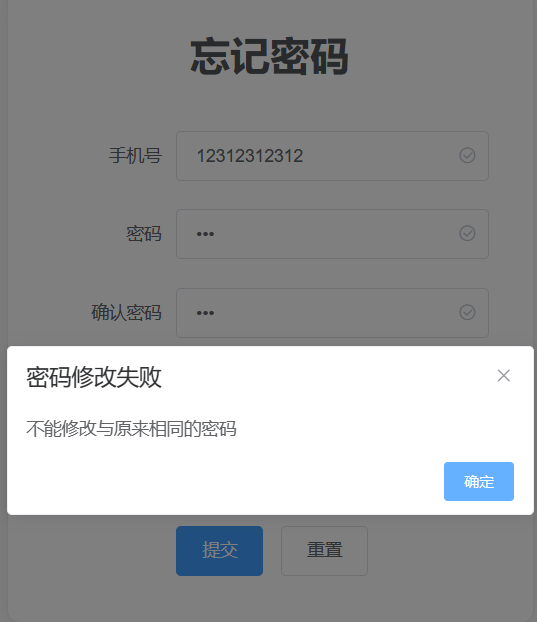 忘记密码
手机号 12312312312
密码 •••
确认密码 •••
密码修改失败
不能修改与原来相同的密码
确定
提交 重置